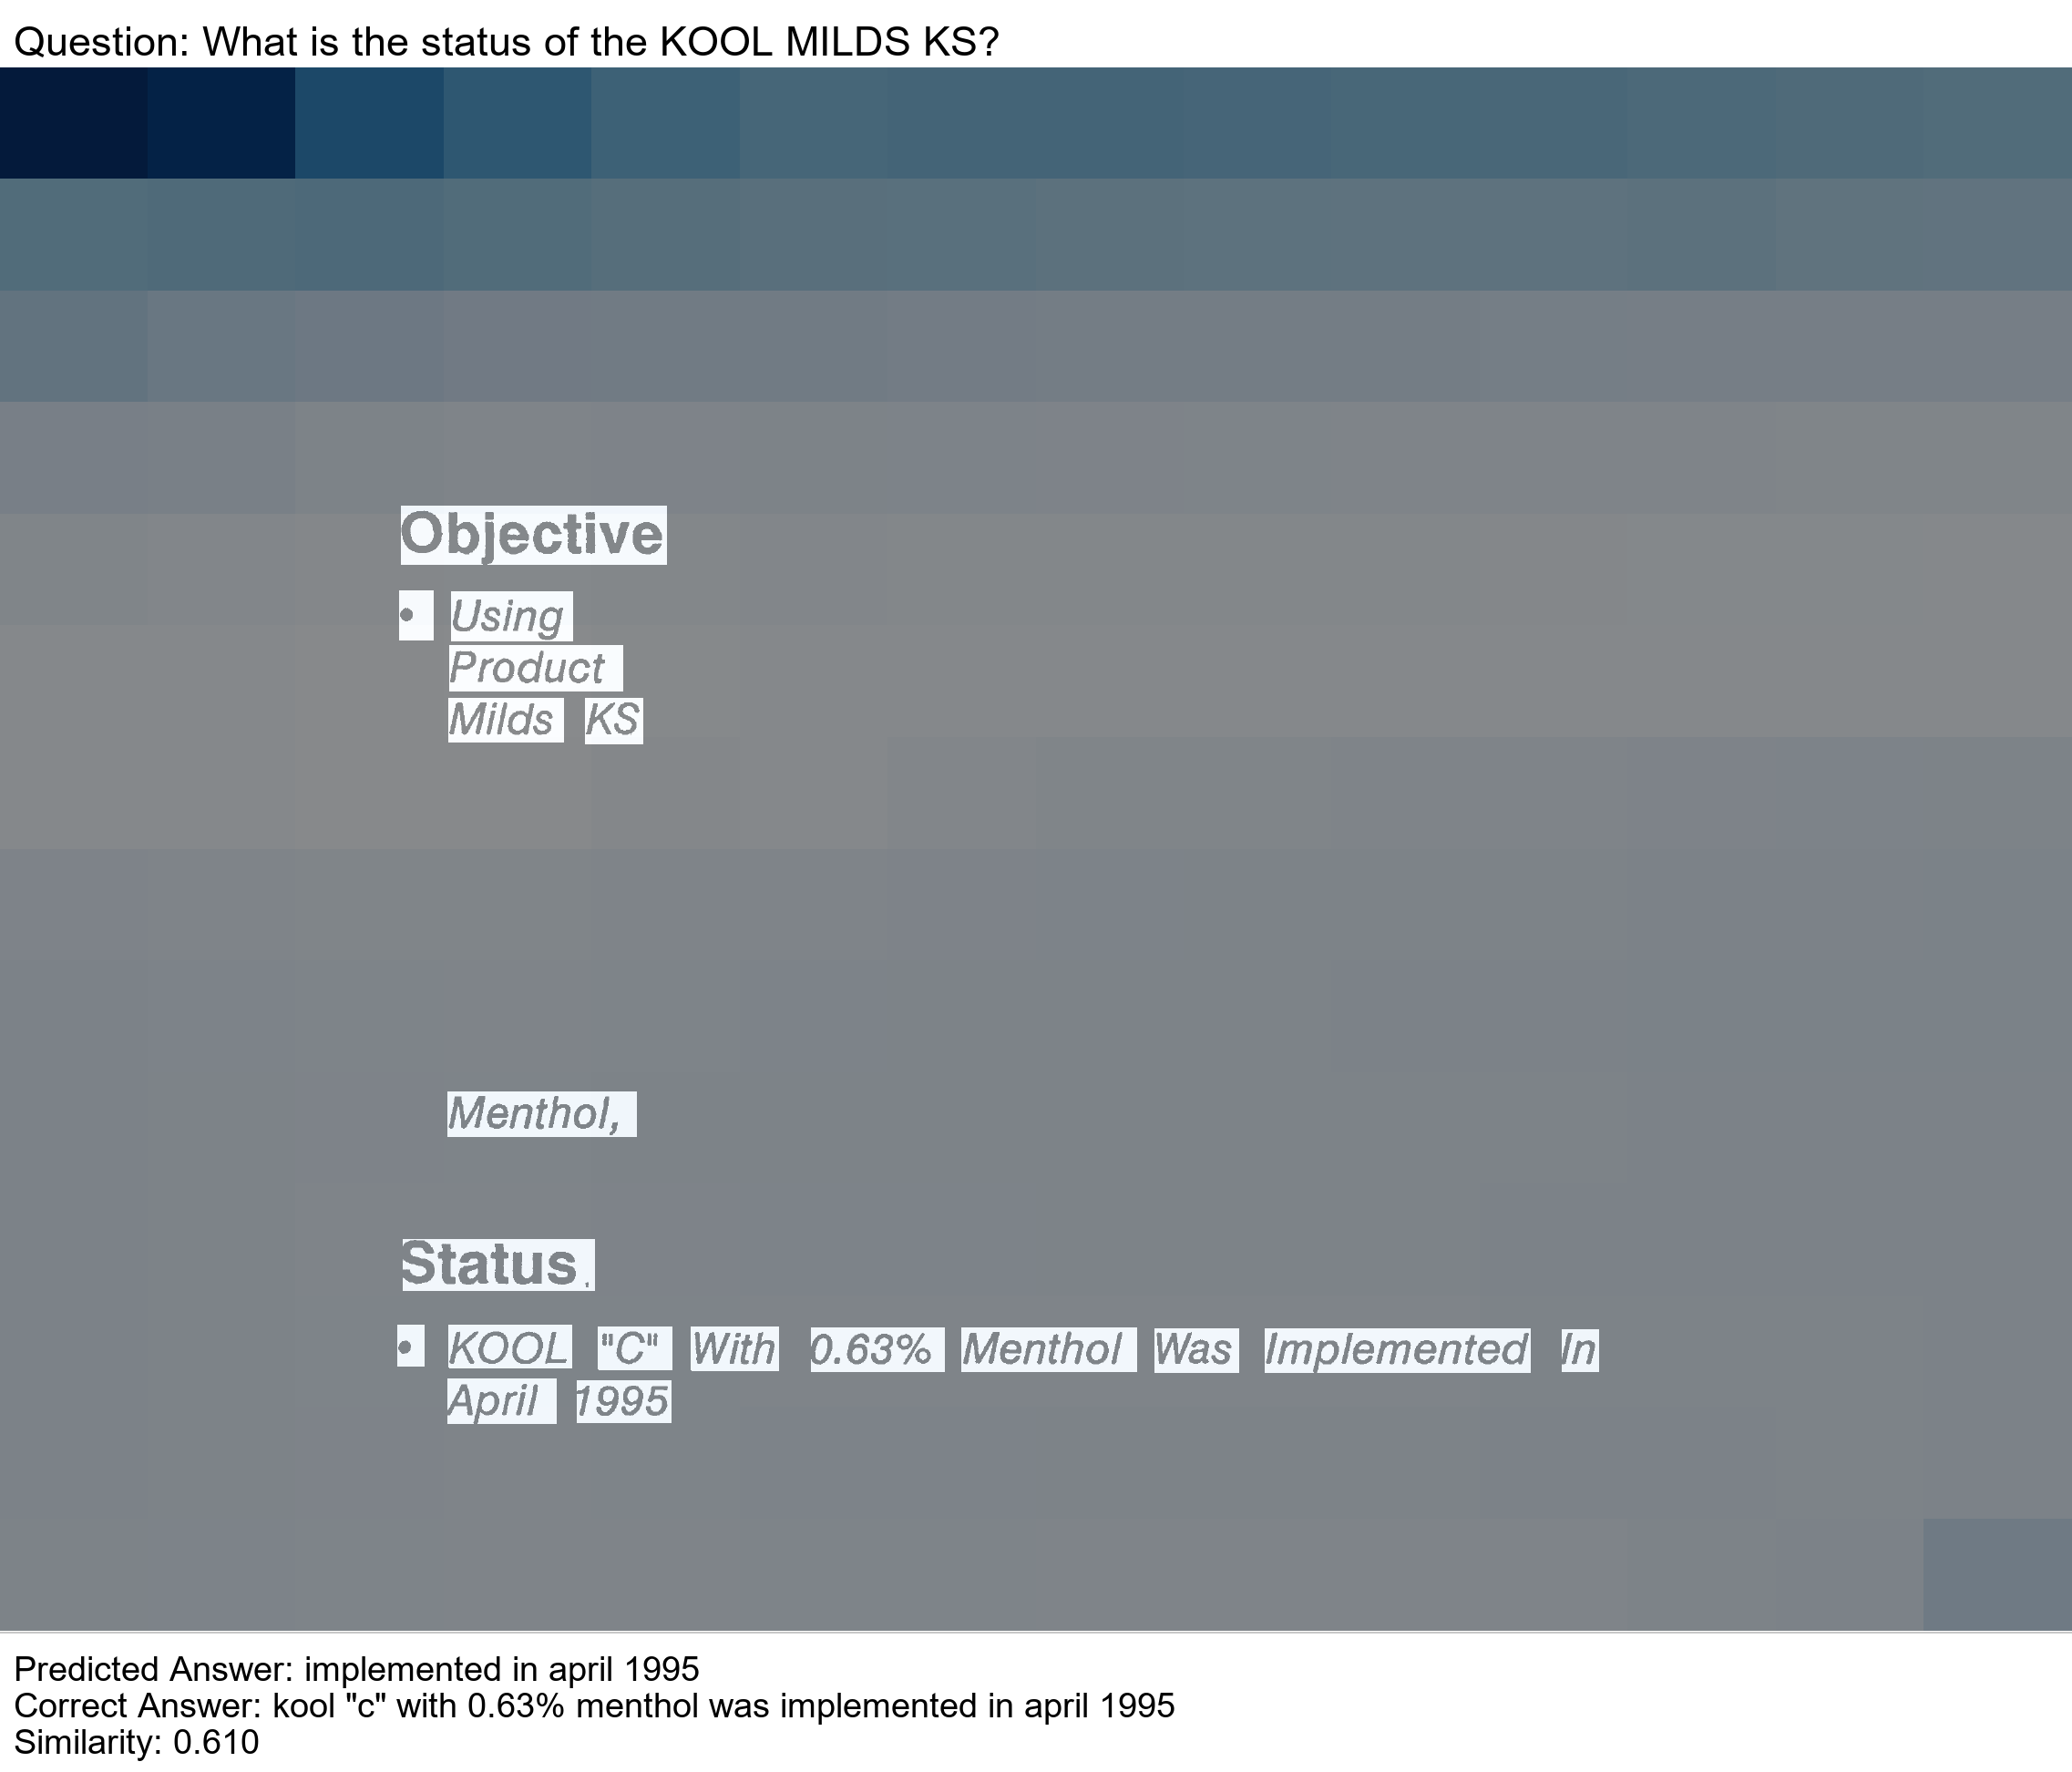 Question: What is the status of the KOOL MILDS KS?
Objective
• Using
Product
Milds KS
Menthol,
Status
• KOOL "C" With 0.63% Menthol Was Implemented In
April 1995
Predicted Answer: implemented in april 1995
Correct Answer: kool "c" with 0.63% menthol was implemented in april 1995
Similarity: 0.610